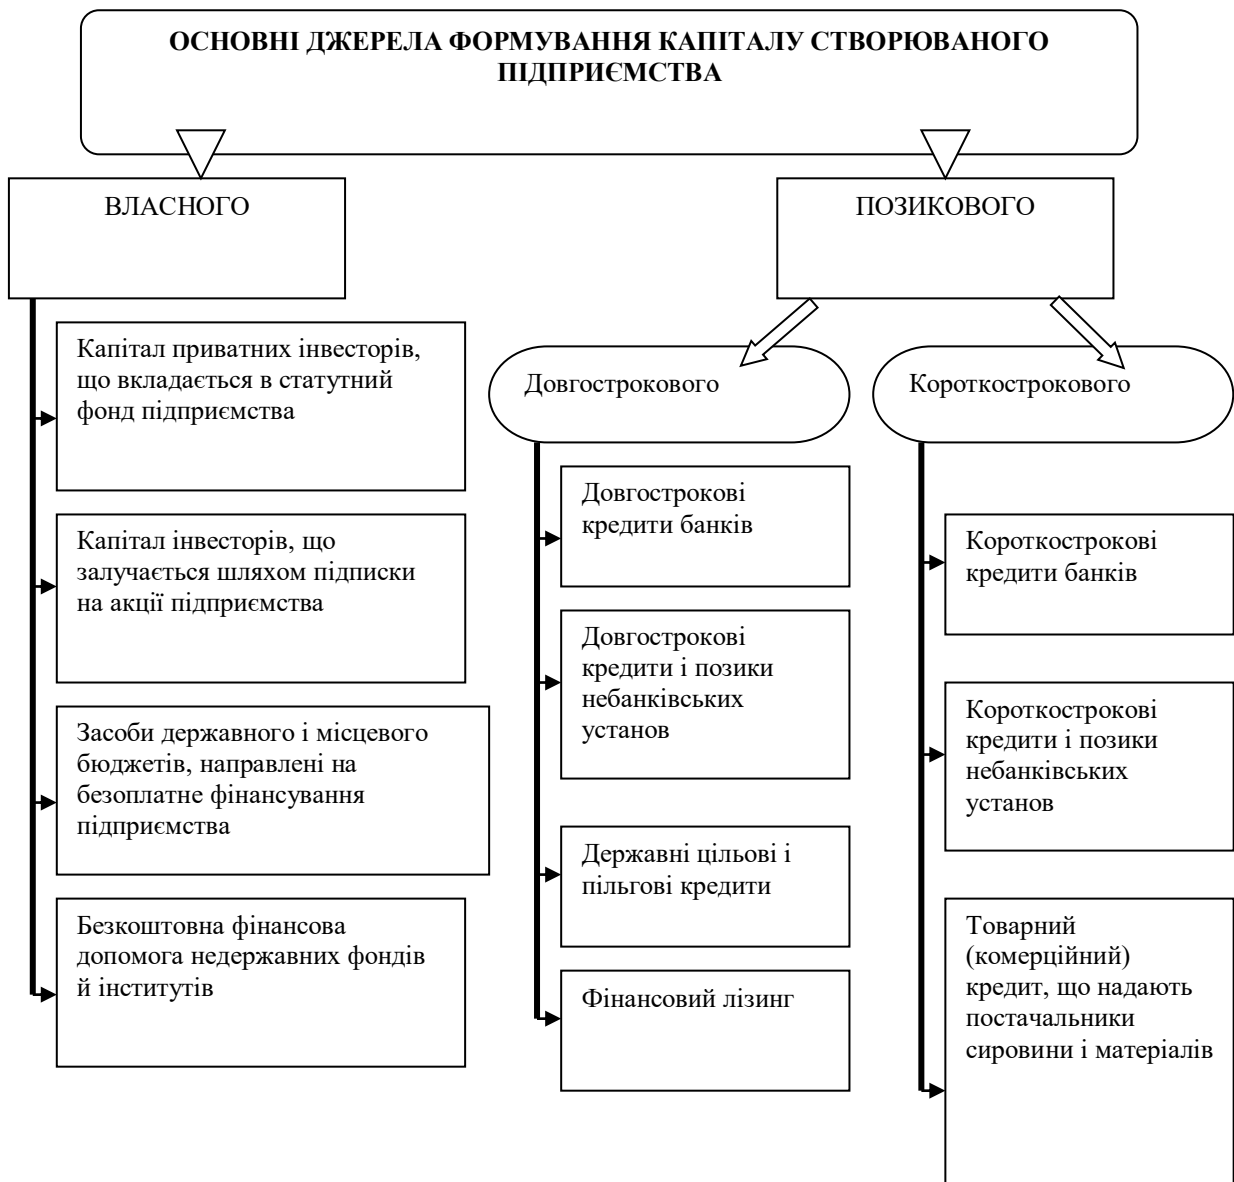 ОСНОВНІ ДЖЕРЕЛА ФОРМУВАННЯ КАПІТАЛУ СТВОРЮВАНОГО
ПІДПРИЄМСТВА
ВЛАСНОГО
Капітал приватних інвесторів,
що вкладається в статутний
фонд підприємства
Капітал інвесторів, що
залучається шляхом підписки
на акції підприємства
Засоби державного і місцевого
бюджетів, направлені на
безоплатне фінансування
підприємства
Безкоштовна фінансова
допомога недержавних фондів
й інститутів
ПОЗИКОВОГО
Довгострокового
Довгострокові
кредити банків
Довгострокові
кредити і позики
небанківських
установ
Державні цільові і
пільгові кредити
Фінансовий лізинг
Короткострокового
Короткострокові
кредити банків
Короткострокові
кредити і позики
небанківських
установ
Товарний
(комерційний)
кредит, що надають
постачальники
сировини і матеріалів